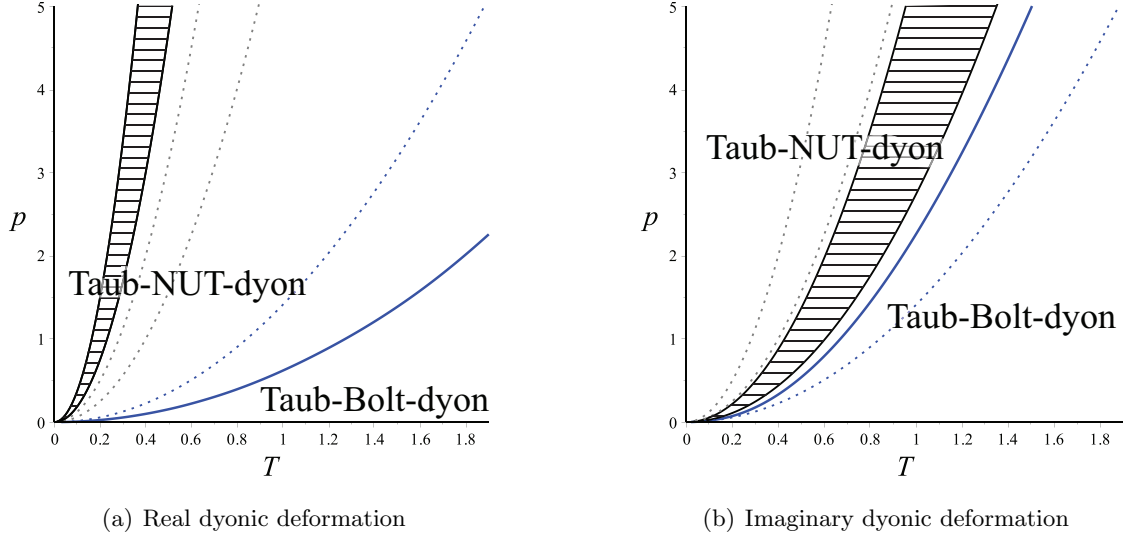 5
4
3
2
1
0
p
Taub-NUT-dyon
Taub-Bolt-dyon
0 0.2 0.4 0.6 0.8 1 1.2 1.4 1.6 1.8
T
(a) Real dyonic deformation
5
4
3
2
1
0
p
Taub-NUT-dyon
Taub-Bolt-dyon
0 0.2 0.4 0.6 0.8 1 1.2 1.4 1.6 1.8
T
(b) Imaginary dyonic deformation